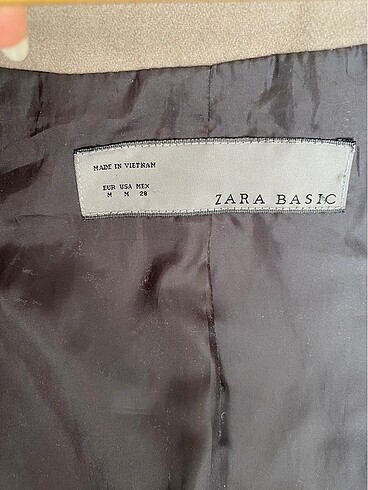 MADE IN VIETNAM
EUR USA MEX
M M 28
ZARA BASIC